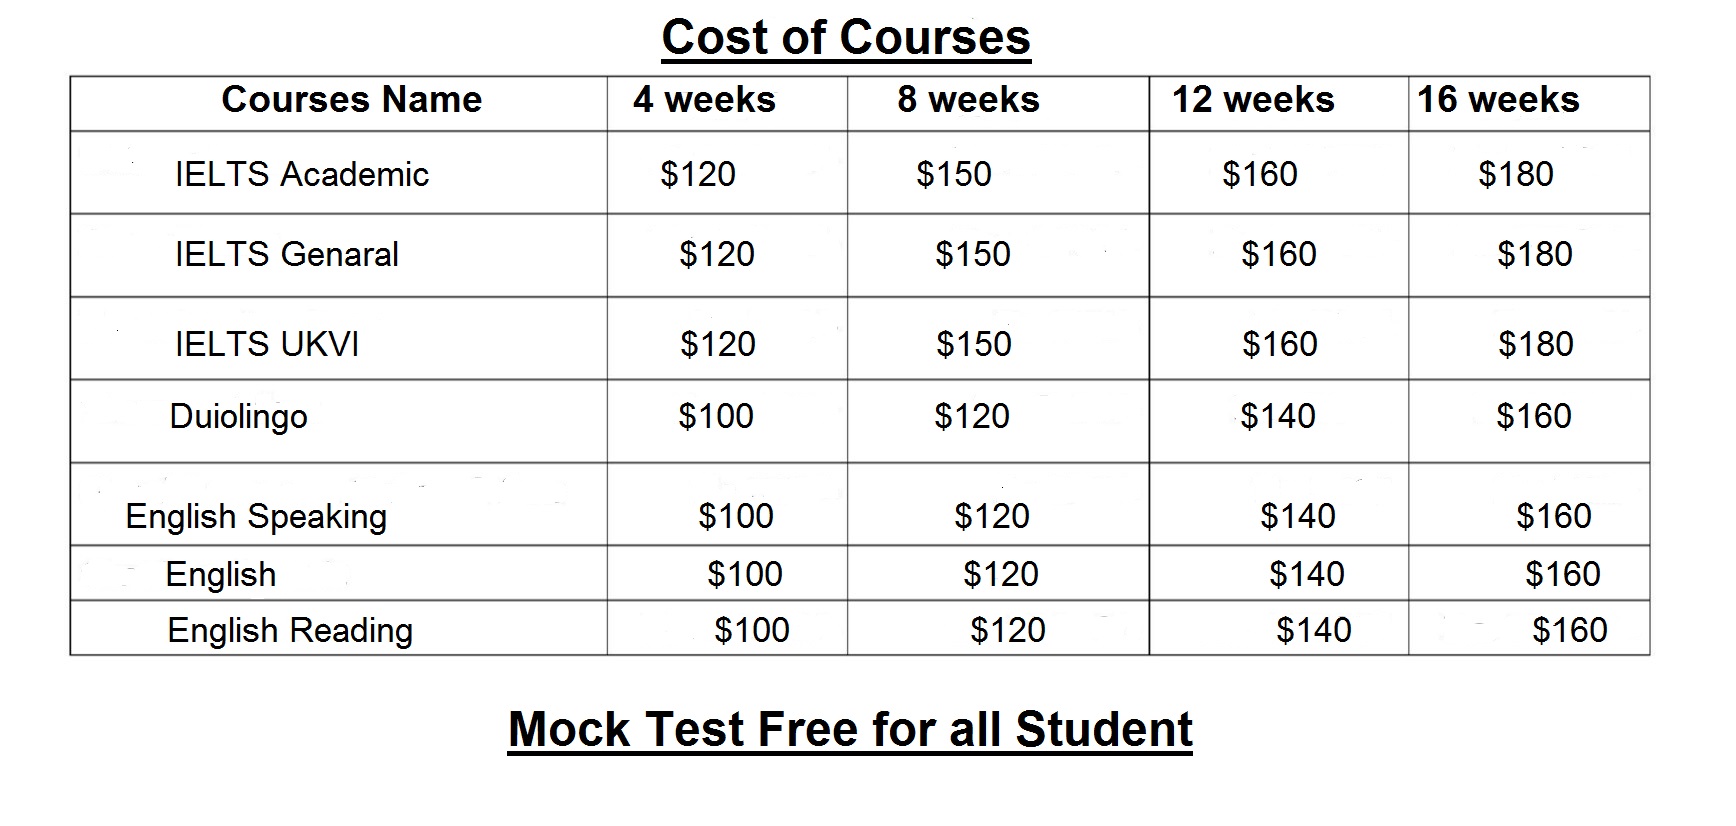 Cost of Courses
Courses Name 4 weeks 8 weeks 12 weeks 16 weeks
IELTS Academic $120 $150 $160 $180
IELTS Genaral $120 $150 $160 $180
IELTS UKVI $120 $150 $160 $180
Duiolingo $100 $120 $140 $160
English Speaking $100 $120 $140 $160
English $100 $120 $140 $160
English Reading $100 $120 $140 $160
Mock Test Free for all Student